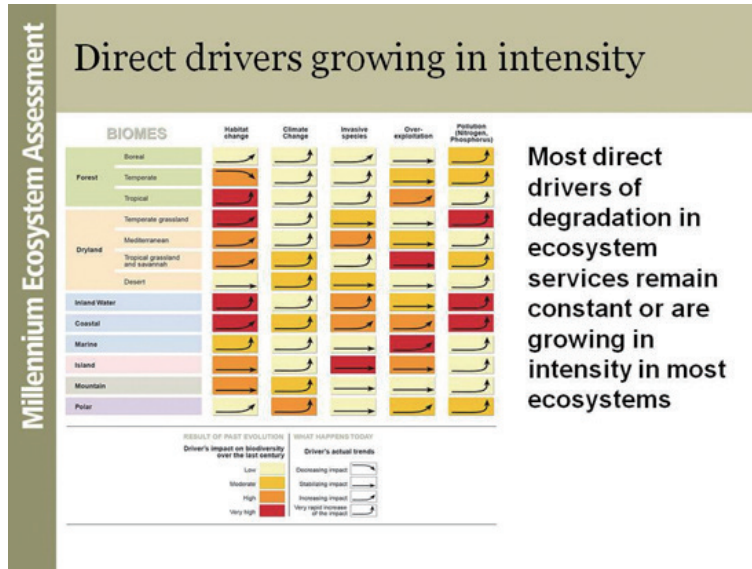 Millennium Ecosystem Assessment
Direct drivers growing in intensity
BIOMES
Habitat
change
Climate
Change
Invasive
species
Over-
exploitation
Pollution
(Nitrogen,
Phosphorus)
Forest
Boreal
Temperate
Tropical
Dryland
Temperate grassland
Mediterranean
Tropical grassland
and savannah
Desert
Inland Water
Coastal
Marine
Island
Mountain
Polar
RESULT OF PAST EVOLUTION
Driver's impact on biodiversity
over the last century
Low
Moderate
High
Very high
WHAT HAPPENS TODAY
Driver's actual trends
Decreasing impact
Stabilizing impact
Increasing impact
Very rapid increase
of the impact
Most direct
drivers of
degradation in
ecosystem
services remain
constant or are
growing in
intensity in most
ecosystems